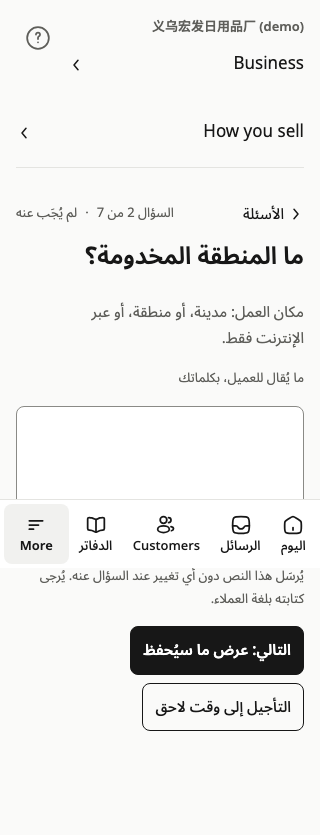 义乌宏发日用品厂 (demo)
Business
How you sell
الأسئلة
السؤال 2 من 7 · لم يُجَب عنه
ما المنطقة المخدومة؟
مكان العمل: مدينة، أو منطقة، أو عبر
الإنترنت فقط.
ما يُقال للعميل، بكلماتك
اليوم
الرسائل
Customers
الدفاتر
More
يُرسَل هذا النص دون أي تغيير عند السؤال عنه. يُرجى
كتابته بلغة العملاء.
التالي: عرض ما سيُحفظ
التأجيل إلى وقت لاحق